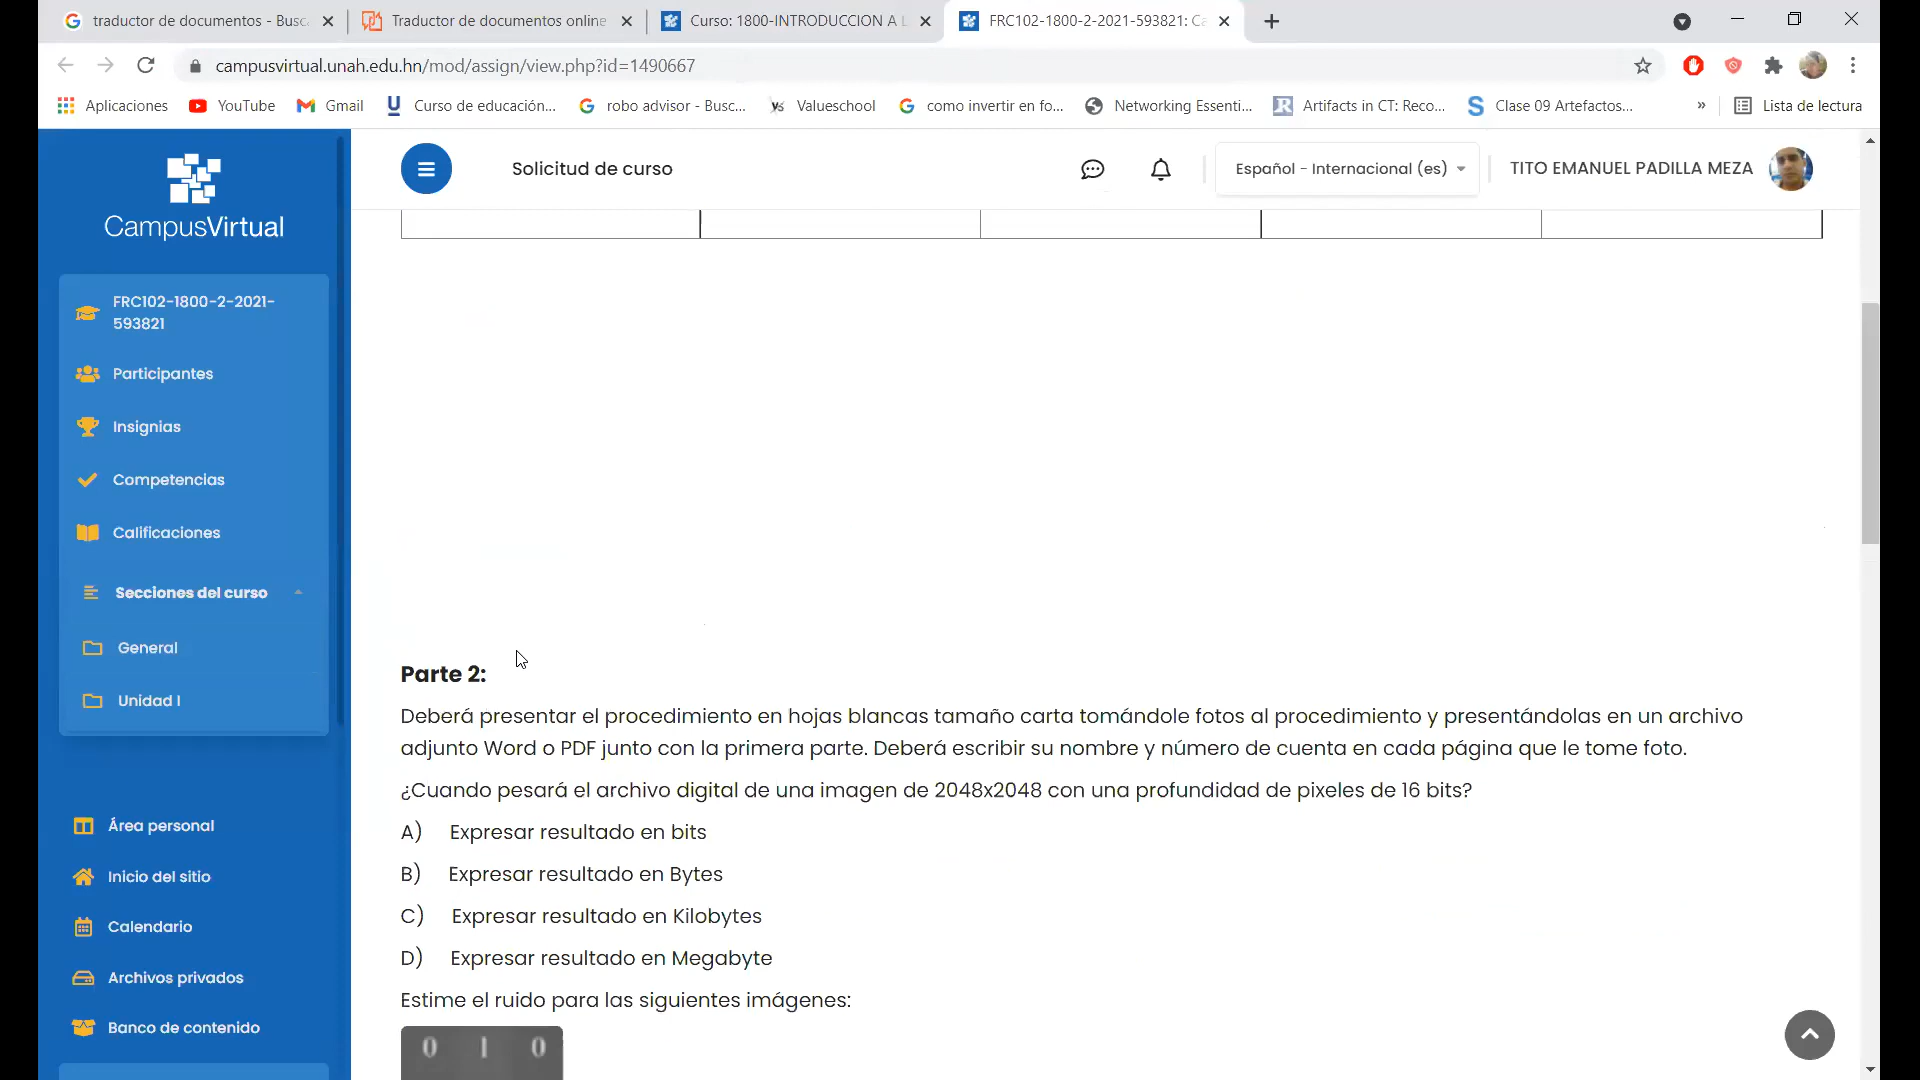 traductor de documentos - Busc
Traductor de documentos online
Curso: 1800-INTRODUCCION A L
FRC102-1800-2-2021-593821: Ca
campusvirtual.unah.edu.hn/mod/assign/view.php?id=1490667
Aplicaciones
YouTube
Gmail
Curso de educación...
robo advisor - Busc...
Valueschool
como invertir en fo...
Networking Essenti...
Artifacts in CT: Reco...
Clase 09 Artefactos...
»
Lista de lectura
CampusVirtual
Solicitud de curso
Español - Internacional (es)
TITO EMANUEL PADILLA MEZA
FRC102-1800-2-2021-
593821
Participantes
Insignias
Competencias
Calificaciones
Secciones del curso
General
Unidad I
Área personal
Inicio del sitio
Calendario
Archivos privados
Banco de contenido
Parte 2:
Deberá presentar el procedimiento en hojas blancas tamaño carta tomándole fotos al procedimiento y presentándolas en un archivo
adjunto Word o PDF junto con la primera parte. Deberá escribir su nombre y número de cuenta en cada página que le tome foto.
¿Cuando pesará el archivo digital de una imagen de 2048x2048 con una profundidad de pixeles de 16 bits?
A) Expresar resultado en bits
B) Expresar resultado en Bytes
C) Expresar resultado en Kilobytes
D) Expresar resultado en Megabyte
Estime el ruido para las siguientes imágenes:
0 1 0